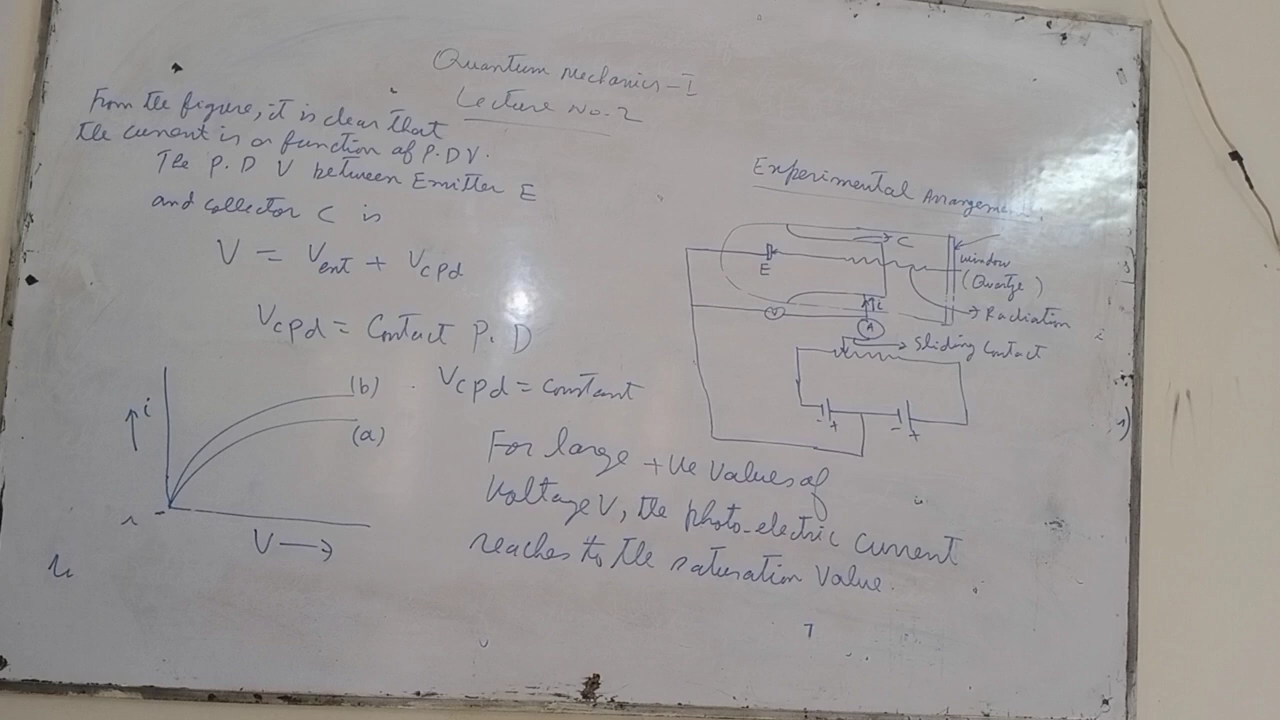 Quantum Mechanics-I
Lecture No. 2
From the figure, it is clear that
the current is a function of P.D V.
The P. D V between Emitter E
and collector C is
V = Vext + Vcpd
Vcpd = Contact P. D
Vcpd = constant
i
(b)
(a)
V →
For large +ve values of
Voltage V, the photo-electric current
reaches to the saturation value.
Experimental Arrangement.
C
E
window
(Quartze)
i
V
A
Radiation
Sliding Contact
- +
- +